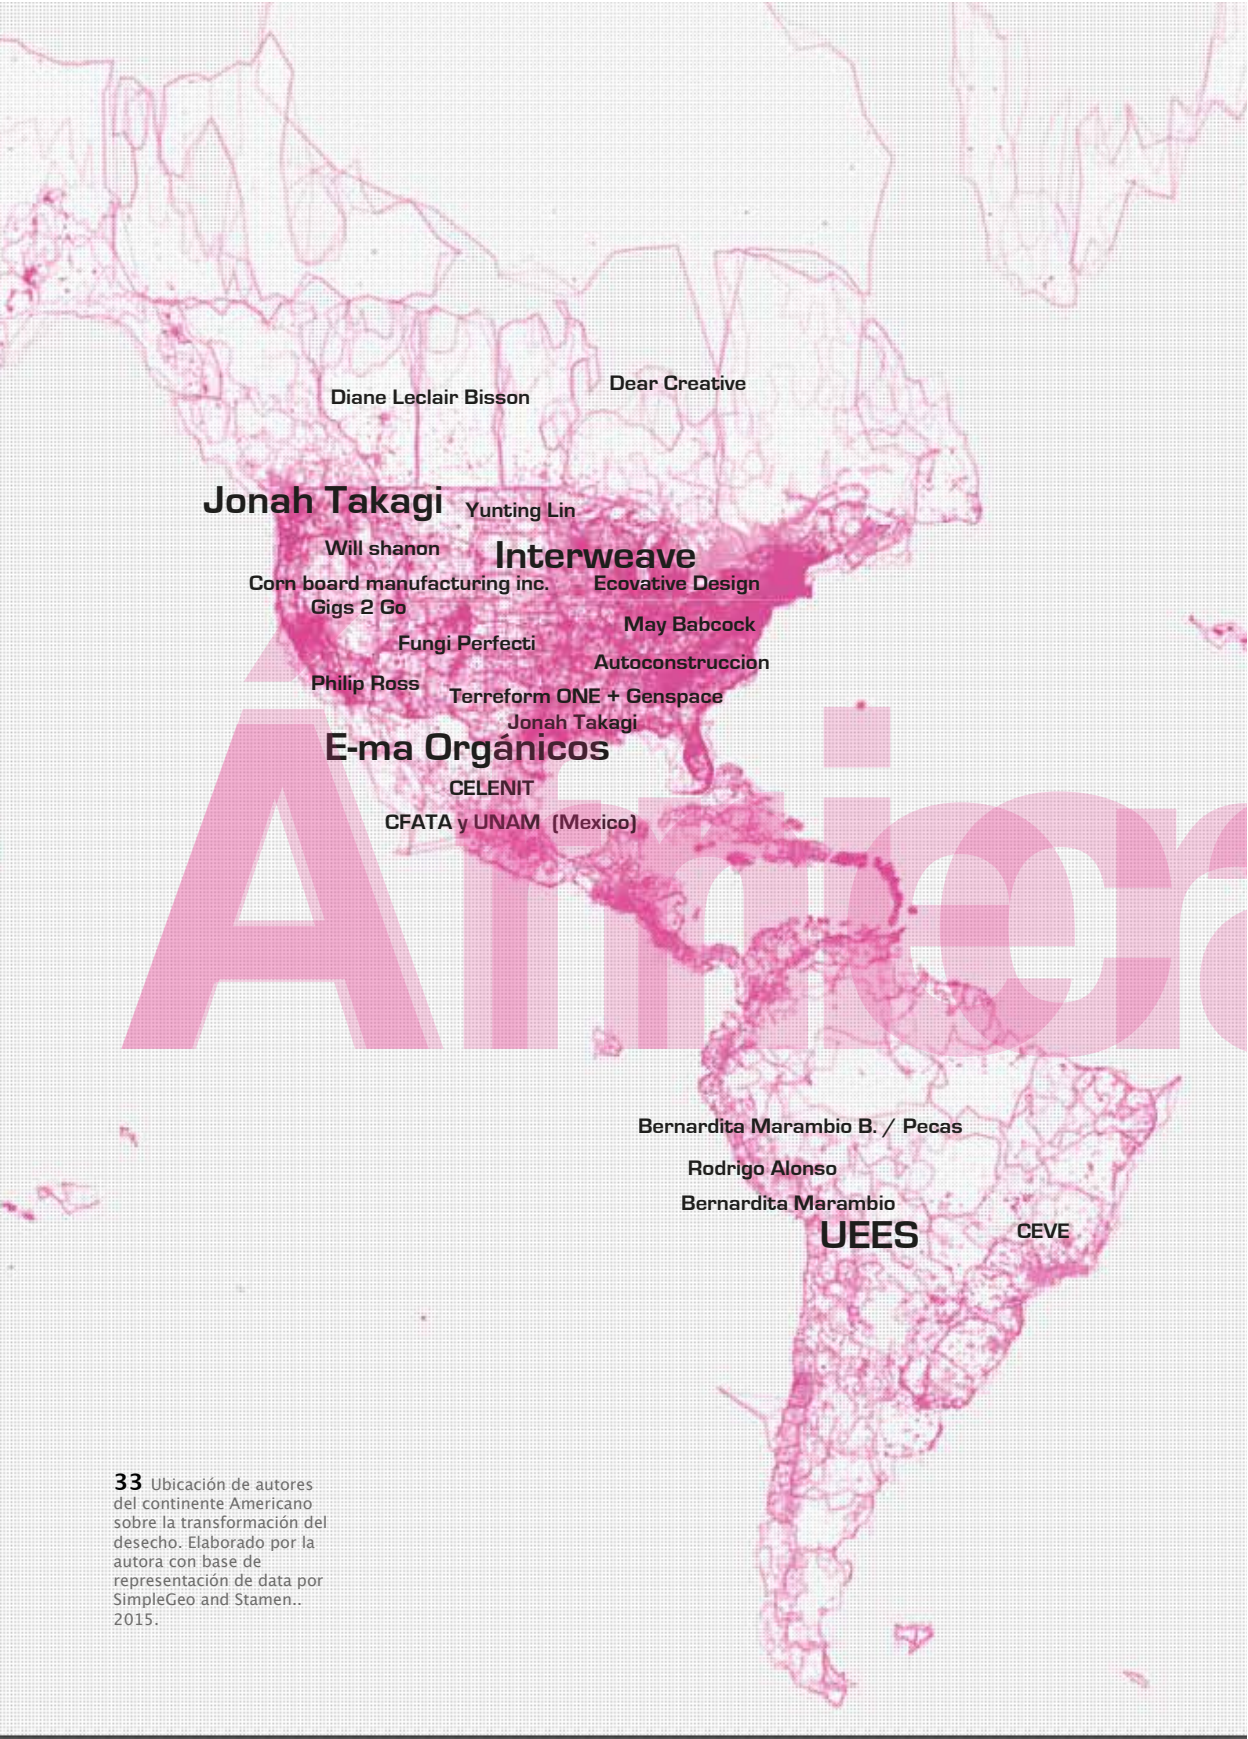 Dear Creative
Diane Leclair Bisson
Jonah Takagi
Yunting Lin
Will shanon
Interweave
Corn board manufacturing inc.
Ecovative Design
Gigs 2 Go
May Babcock
Fungi Perfecti
Autoconstruccion
Philip Ross
Terreform ONE + Genspace
Jonah Takagi
E-ma Orgánicos
CELENIT
CFATA y UNAM (Mexico)
Bernardita Marambio B. / Pecas
Rodrigo Alonso
Bernardita Marambio
UEES
CEVE
33 Ubicación de autores
del continente Americano
sobre la transformación del
desecho. Elaborado por la
autora con base de
representación de data por
SimpleGeo and Stamen..
2015.